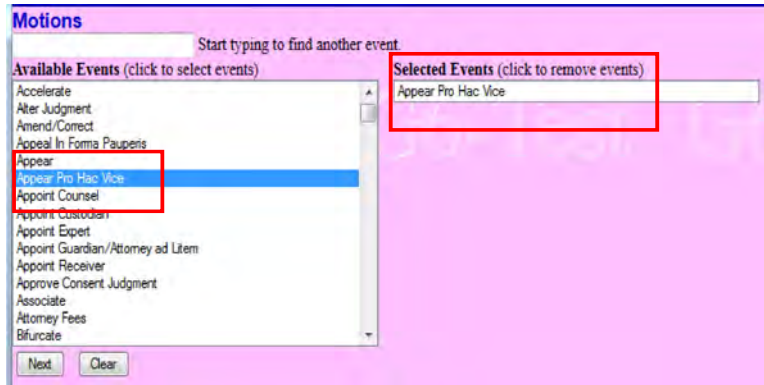 Motions
Start typing to find another event.
Available Events (click to select events)
Selected Events (click to remove events)
Accelerate
Alter Judgment
Amend/Correct
Appeal In Forma Pauperis
Appear
Appear Pro Hac Vice
Appoint Counsel
Appoint Custodian
Appoint Expert
Appoint Guardian/Attorney ad Litem
Appoint Receiver
Approve Consent Judgment
Associate
Attorney Fees
Bifurcate
Appear Pro Hac Vice
Next
Clear